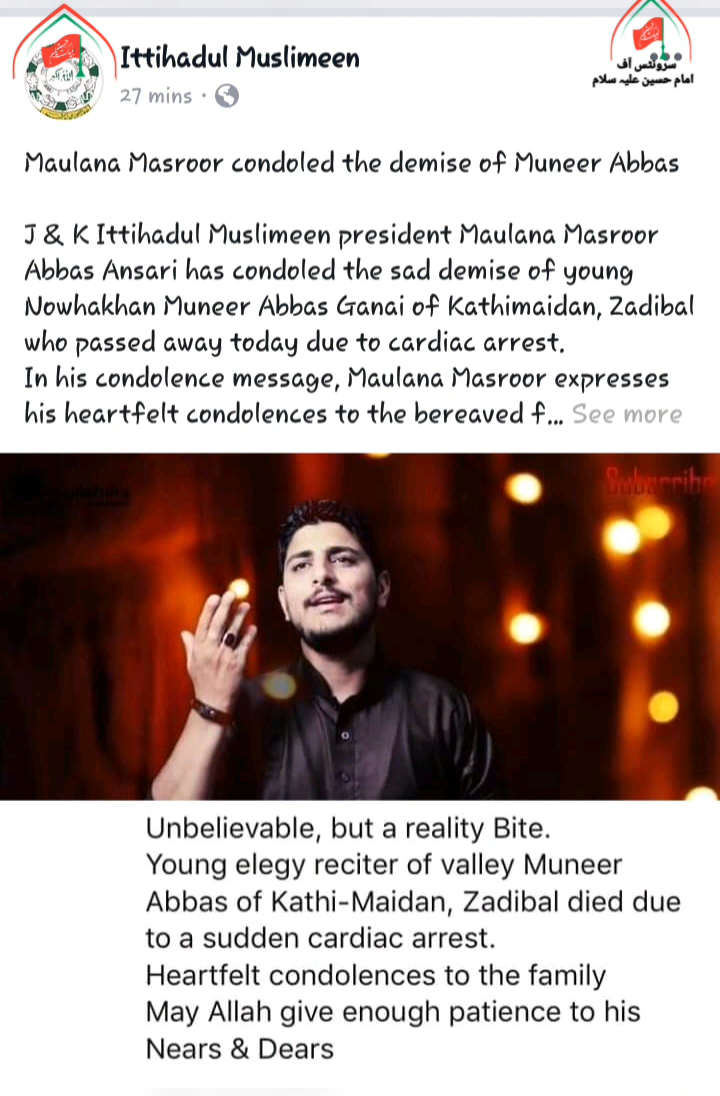 Ittihadul Muslimeen
سرونٹس آف
امام حسین علیہ سلام
27 mins ·
Maulana Masroor condoled the demise of Muneer Abbas
J & K Ittihadul Muslimeen president Maulana Masroor
Abbas Ansari has condoled the sad demise of young
Nowhakhan Muneer Abbas Ganai of Kathimaidan, Zadibal
who passed away today due to cardiac arrest.
In his condolence message, Maulana Masroor expresses
his heartfelt condolences to the bereaved f... See more
Subscribe
Unbelievable, but a reality Bite.
Young elegy reciter of valley Muneer
Abbas of Kathi-Maidan, Zadibal died due
to a sudden cardiac arrest.
Heartfelt condolences to the family
May Allah give enough patience to his
Nears & Dears